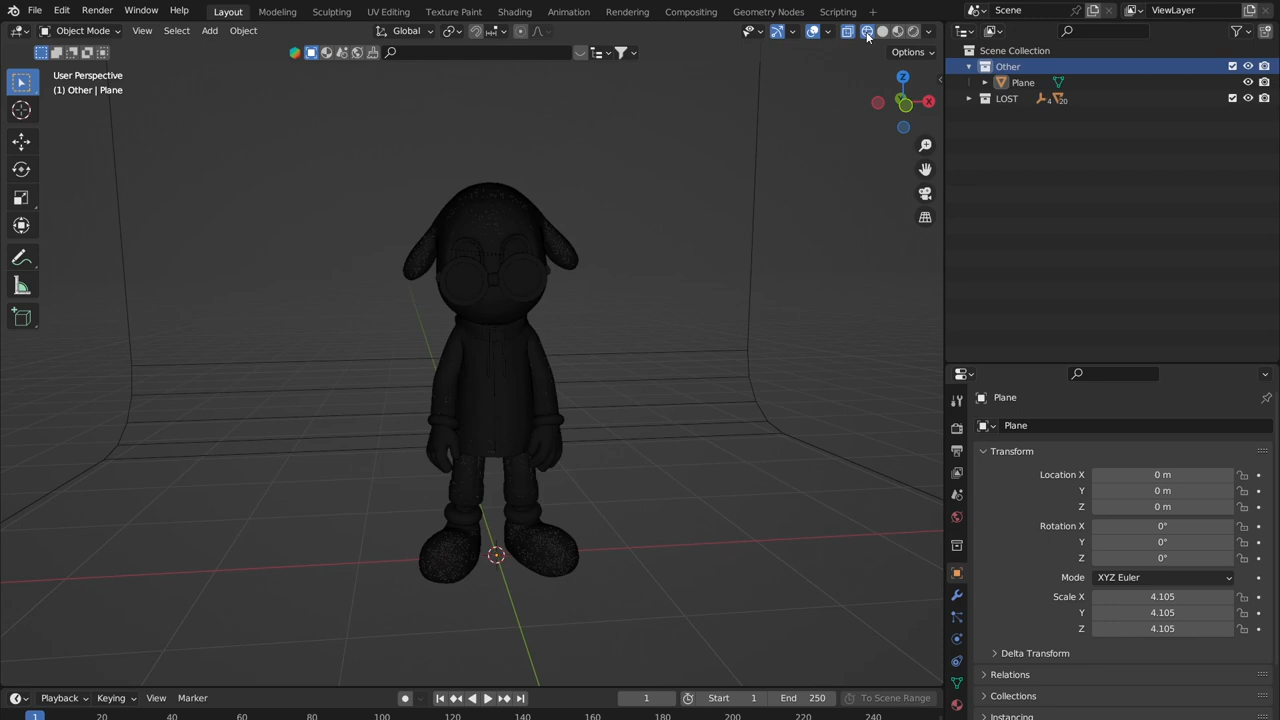 File Edit Render Window Help Layout Modeling Sculpting UV Editing Texture Paint Shading Animation Rendering Compositing Geometry Nodes Scripting Scene ViewLayer
Object Mode View Select Add Object Global
Options
User Perspective
(1) Other | Plane
Z
X
Scene Collection
Other
Plane
LOST 4 20
Plane
Plane
Transform
Location X 0 m
Y 0 m
Z 0 m
Rotation X 0°
Y 0°
Z 0°
Mode XYZ Euler
Scale X 4.105
Y 4.105
Z 4.105
Delta Transform
Relations
Collections
Instancing
Playback Keying View Marker 1 Start 1 End 250 To Scene Range
1 20 40 60 80 100 120 140 160 180 200 220 240